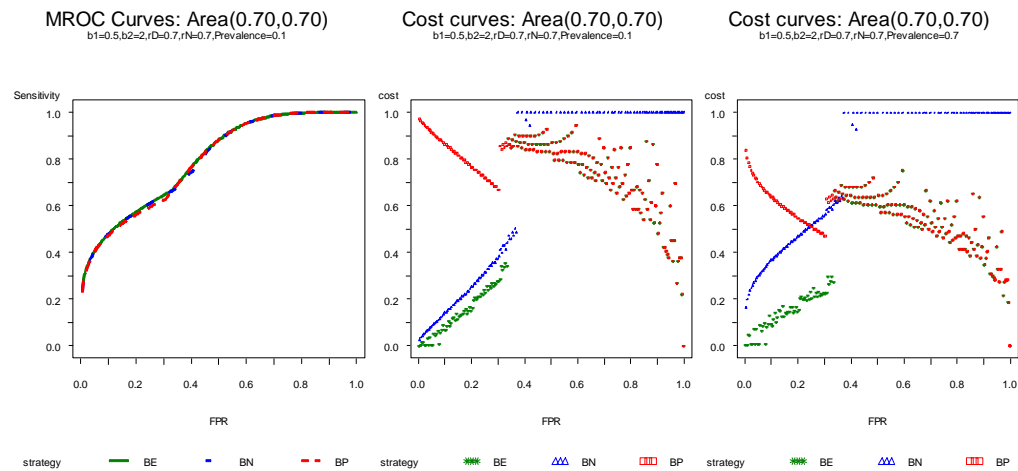 MROC Curves: Area(0.70,0.70)
b1=0.5,b2=2,rD=0.7,rN=0.7,Prevalence=0.1
Sensitivity
1.0
0.8
0.6
0.4
0.2
0.0
0.0 0.2 0.4 0.6 0.8 1.0
FPR
strategy BE BN BP
Cost curves: Area(0.70,0.70)
b1=0.5,b2=2,rD=0.7,rN=0.7,Prevalence=0.1
cost
1.0
0.8
0.6
0.4
0.2
0.0
0.0 0.2 0.4 0.6 0.8 1.0
FPR
strategy BE BN BP
Cost curves: Area(0.70,0.70)
b1=0.5,b2=2,rD=0.7,rN=0.7,Prevalence=0.7
cost
1.0
0.8
0.6
0.4
0.2
0.0
0.0 0.2 0.4 0.6 0.8 1.0
FPR
strategy BE BN BP